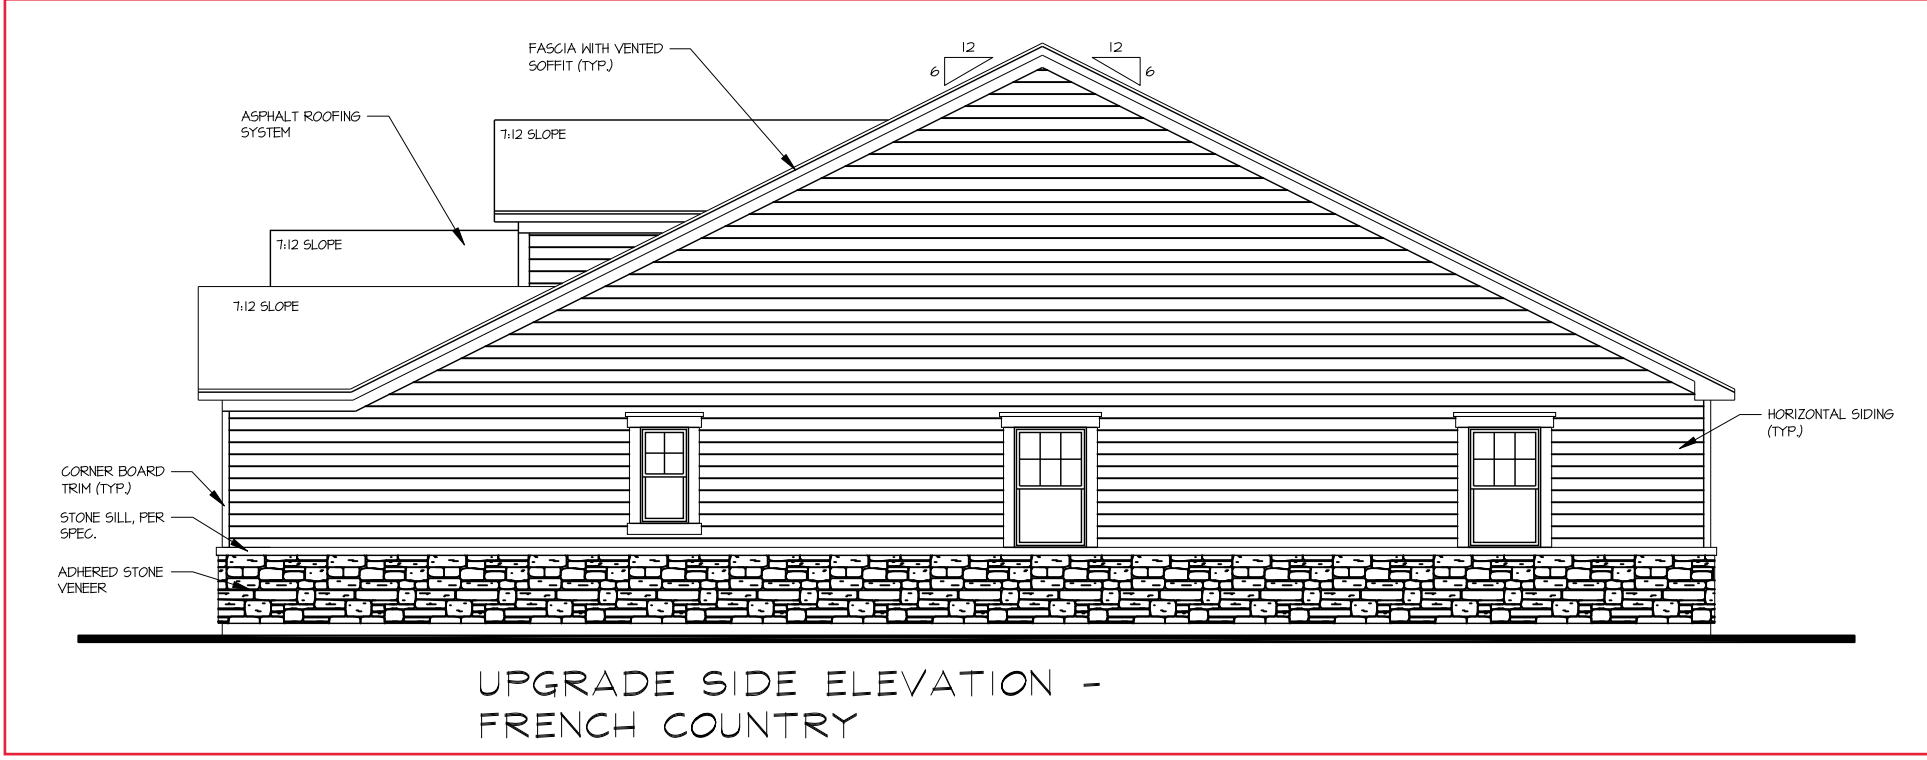 FASCIA WITH VENTED
SOFFIT (TYP.)
12
6
12
6
ASPHALT ROOFING
SYSTEM
7:12 SLOPE
7:12 SLOPE
7:12 SLOPE
HORIZONTAL SIDING
(TYP.)
CORNER BOARD
TRIM (TYP.)
STONE SILL, PER
SPEC.
ADHERED STONE
VENEER
UPGRADE SIDE ELEVATION -
FRENCH COUNTRY